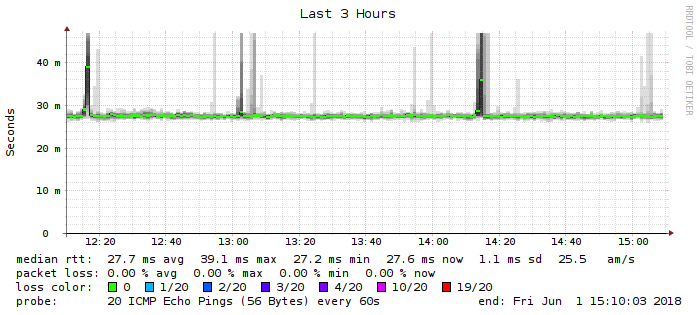 Last 3 Hours
RRDTOOL / TOBI OETIKER
Seconds
40 m
30 m
20 m
10 m
0
12:20 12:40 13:00 13:20 13:40 14:00 14:20 14:40 15:00
median rtt: 27.7 ms avg 39.1 ms max 27.2 ms min 27.6 ms now 1.1 ms sd 25.5 am/s
packet loss: 0.00 % avg 0.00 % max 0.00 % min 0.00 % now
loss color: 0 1/20 2/20 3/20 4/20 10/20 19/20
probe: 20 ICMP Echo Pings (56 Bytes) every 60s end: Fri Jun 1 15:10:03 2018